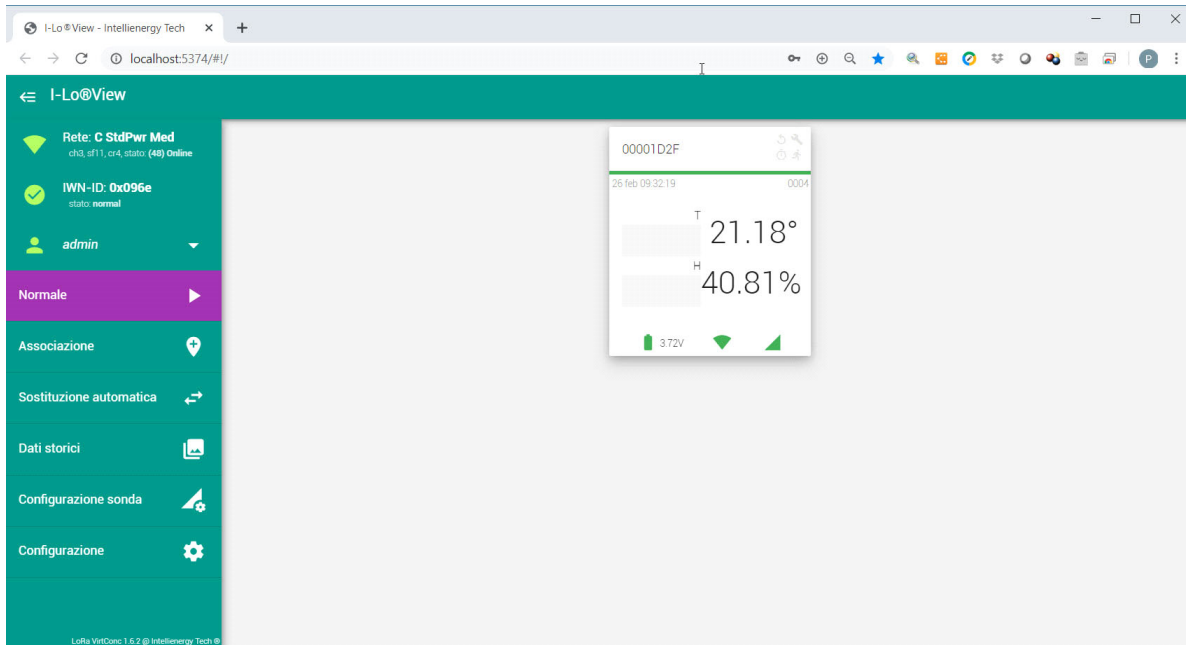 I-Lo®View - Intellienergy Tech
localhost:5374/#!/
P
I-Lo®View
Rete: C StdPwr Med
ch3, sf11, cr4, stato: (48) Online
IWN-ID: 0x096e
stato: normal
admin
Normale
Associazione
Sostituzione automatica
Dati storici
Configurazione sonda
Configurazione
LoRa VirtConc 1.6.2 @ Intellienergy Tech ®
00001D2F
26 feb 09:32:19 0004
T
21.18°
H
40.81%
3.72V